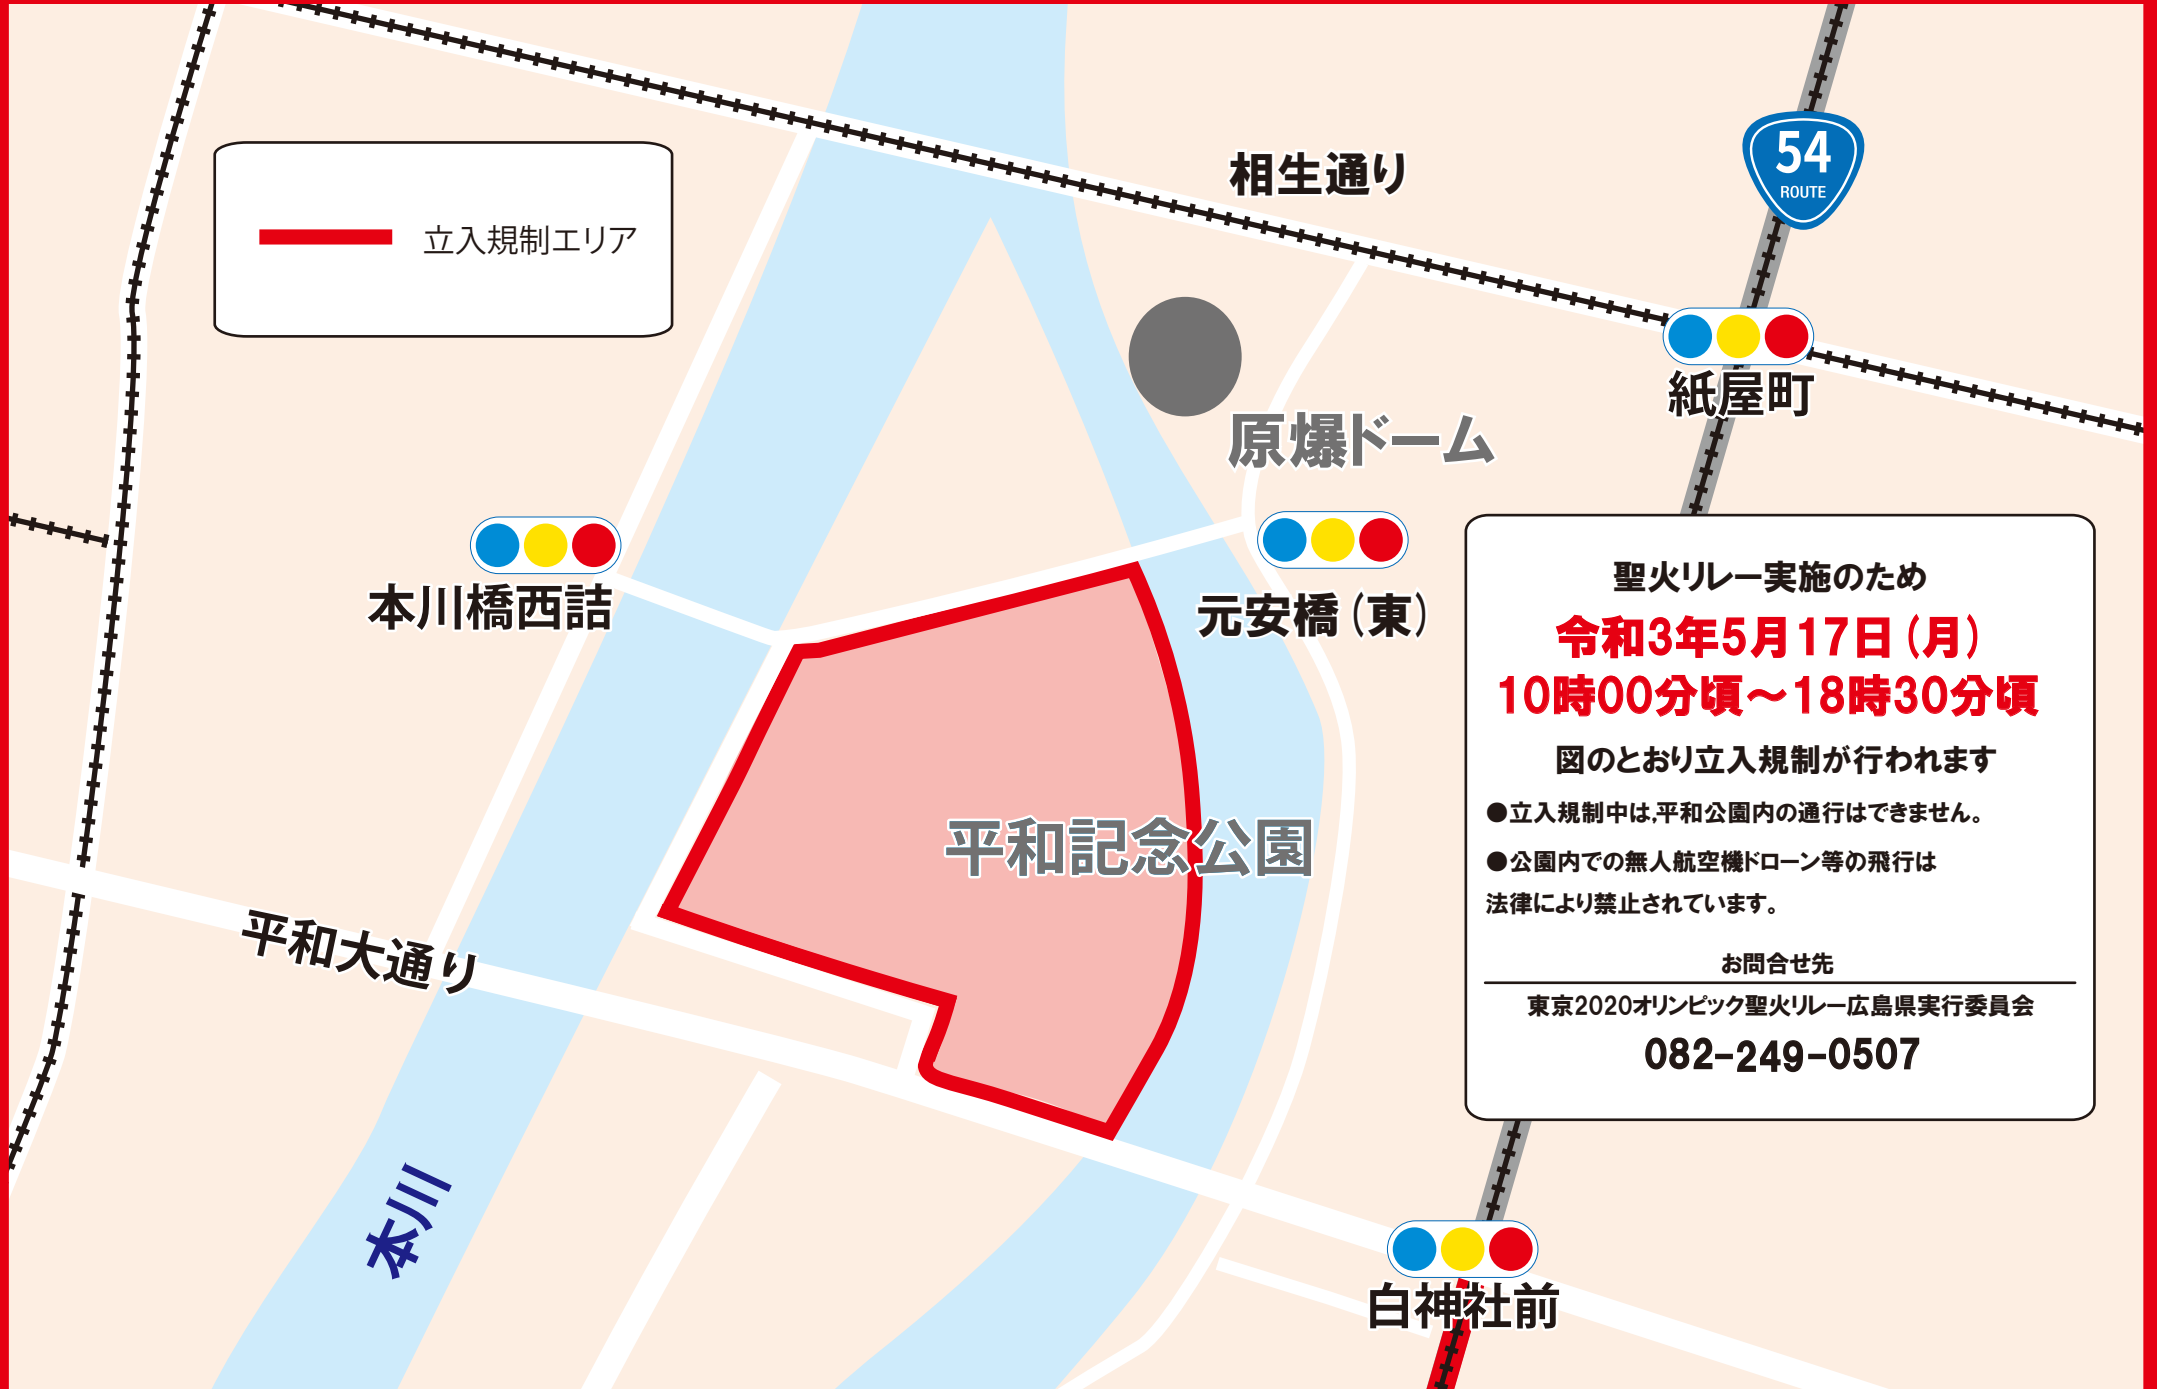 54
ROUTE
相生通り
立入規制エリア
紙屋町
原爆ドーム
本川橋西詰
元安橋（東）
聖火リレー実施のため
令和3年5月17日（月）
10時00分頃～18時30分頃
図のとおり立入規制が行われます
●立入規制中は,平和公園内の通行はできません。
●公園内での無人航空機ドローン等の飛行は
法律により禁止されています。
お問合せ先
東京2020オリンピック聖火リレー広島県実行委員会
082-249-0507
平和記念公園
平和大通り
本川
白神社前